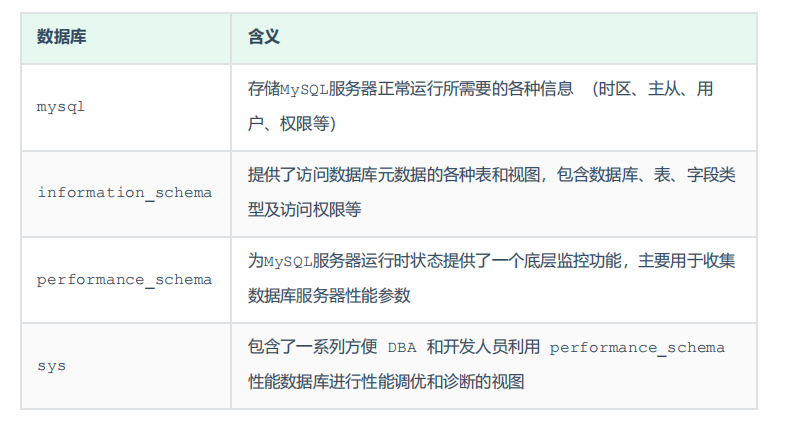 数据库 含义
mysql
存储MySQL服务器正常运行所需要的各种信息 （时区、主从、用
户、权限等）
information_schema
提供了访问数据库元数据的各种表和视图，包含数据库、表、字段类
型及访问权限等
performance_schema
为MySQL服务器运行时状态提供了一个底层监控功能，主要用于收集
数据库服务器性能参数
sys
包含了一系列方便 DBA 和开发人员利用 performance_schema
性能数据库进行性能调优和诊断的视图